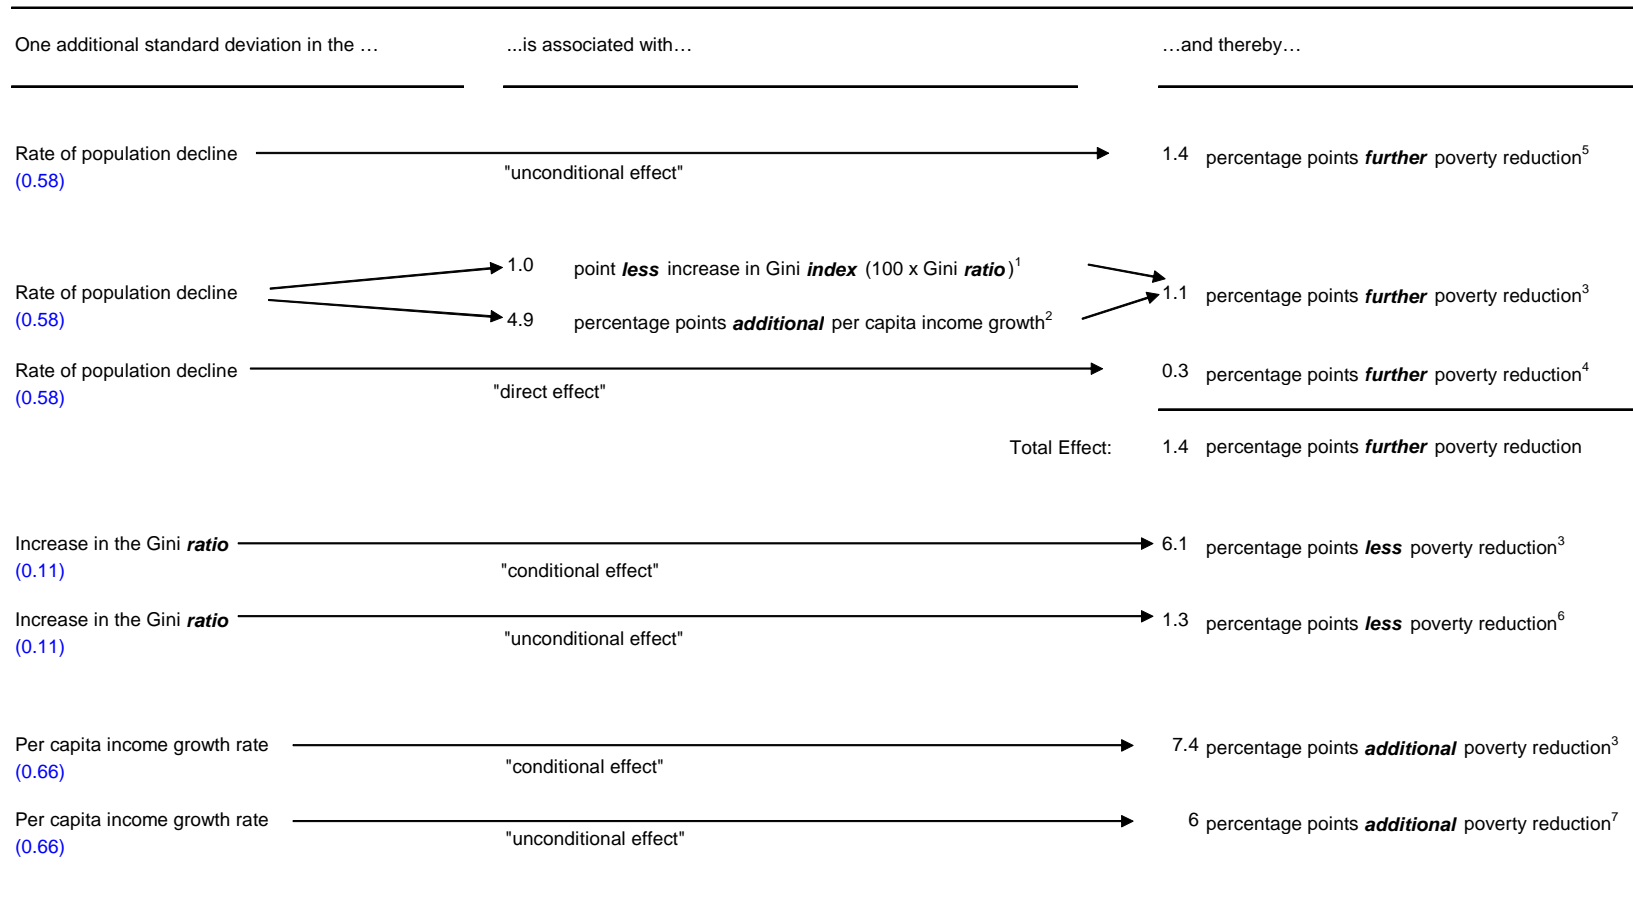 One additional standard deviation in the … ...is associated with… …and thereby…
Rate of population decline 1.4 percentage points further poverty reduction5
(0.58) "unconditional effect"
1.0 point less increase in Gini index (100 x Gini ratio)1
Rate of population decline 1.1 percentage points further poverty reduction3
(0.58) 4.9 percentage points additional per capita income growth2
Rate of population decline 0.3 percentage points further poverty reduction4
(0.58) "direct effect"
Total Effect: 1.4 percentage points further poverty reduction
Increase in the Gini ratio 6.1 percentage points less poverty reduction3
(0.11) "conditional effect"
Increase in the Gini ratio 1.3 percentage points less poverty reduction6
(0.11) "unconditional effect"
Per capita income growth rate 7.4 percentage points additional poverty reduction3
(0.66) "conditional effect"
Per capita income growth rate 6 percentage points additional poverty reduction7
(0.66) "unconditional effect"